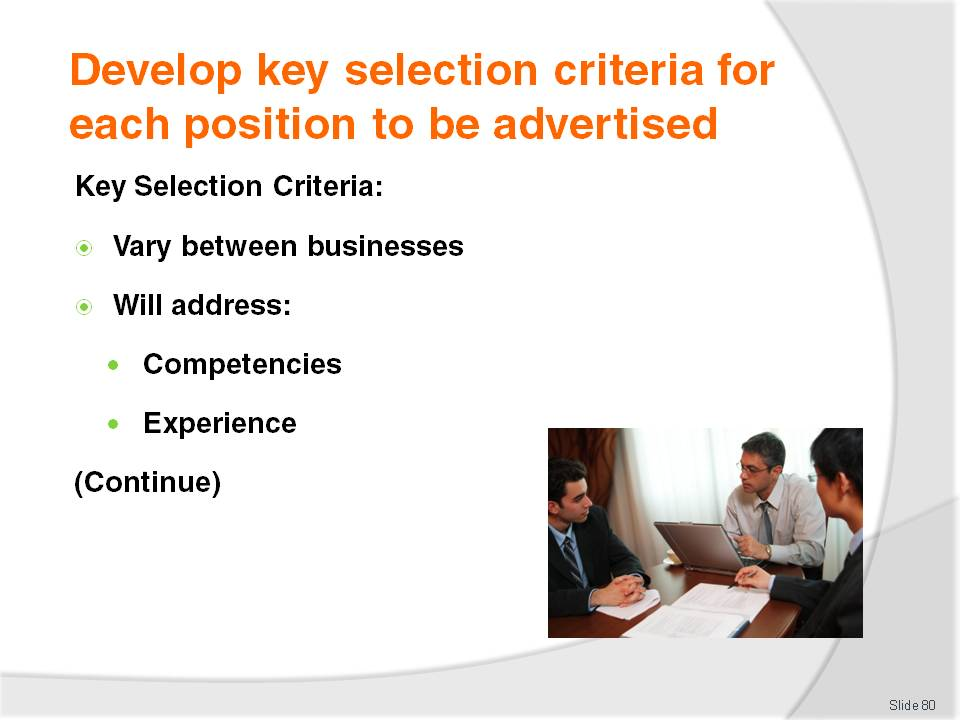 Develop key selection criteria for
each position to be advertised
Key Selection Criteria:
Vary between businesses
Will address:
Competencies
Experience
(Continue)
Slide 80